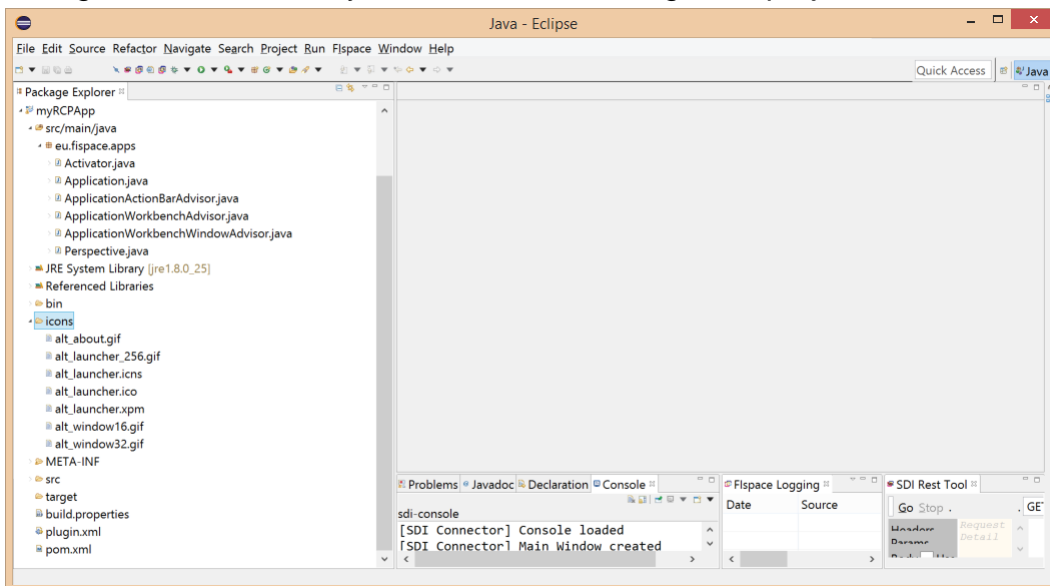 Java - Eclipse
File Edit Source Refactor Navigate Search Project Run FIspace Window Help
Quick Access
Java
Package Explorer
myRCPApp
src/main/java
eu.fispace.apps
Activator.java
Application.java
ApplicationActionBarAdvisor.java
ApplicationWorkbenchAdvisor.java
ApplicationWorkbenchWindowAdvisor.java
Perspective.java
JRE System Library [jre1.8.0_25]
Referenced Libraries
bin
icons
alt_about.gif
alt_launcher_256.gif
alt_launcher.icns
alt_launcher.ico
alt_launcher.xpm
alt_window16.gif
alt_window32.gif
META-INF
src
target
build.properties
plugin.xml
pom.xml
Problems Javadoc Declaration Console
sdi-console
[SDI Connector] Console loaded
[SDI Connector] Main Window created
FIspace Logging
Date Source
SDI Rest Tool
Go Stop . . GET
Headers
Params
Request
Detail